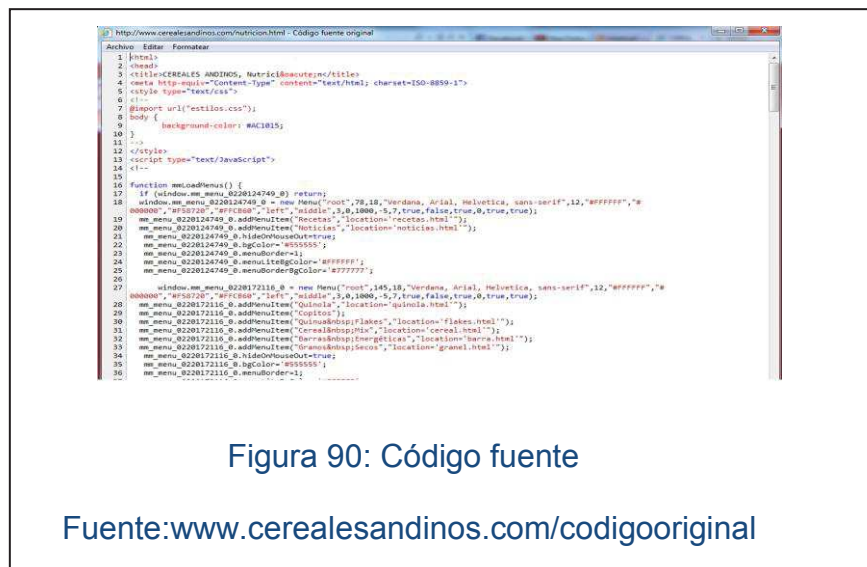 http://www.cerealesandinos.com/nutricion.html - Código fuente original
Archivo Editar Formatear
1 <html>
2 <head>
3 <title>CEREALES ANDINOS, Nutrici&oacute;n</title>
4 <meta http-equiv="Content-Type" content="text/html; charset=ISO-8859-1">
5 <style type="text/css">
6 <!--
7 @import url("estilos.css");
8 body {
9 background-color: #AC1015;
10 }
11 -->
12 </style>
13 <script type="text/JavaScript">
14 <!--
15
16 function mmLoadMenus() {
17 if (window.mm_menu_0220124749_0) return;
18 window.mm_menu_0220124749_0 = new Menu("root",78,18,"Verdana, Arial, Helvetica, sans-serif",12,"#FFFFFF","#
000000","#F58720","#FFC860","left","middle",3,0,1000,-5,7,true,false,true,0,true,true);
19 mm_menu_0220124749_0.addMenuItem("Recetas","location='recetas.html'");
20 mm_menu_0220124749_0.addMenuItem("Noticias","location='noticias.html'");
21 mm_menu_0220124749_0.hideOnMouseOut=true;
22 mm_menu_0220124749_0.bgColor='#555555';
23 mm_menu_0220124749_0.menuBorder=1;
24 mm_menu_0220124749_0.menuLiteBgColor='#FFFFFF';
25 mm_menu_0220124749_0.menuBorderBgColor='#777777';
26
27 window.mm_menu_0220172116_0 = new Menu("root",145,18,"Verdana, Arial, Helvetica, sans-serif",12,"#FFFFFF","#
000000","#F58720","#FFC860","left","middle",3,0,1000,-5,7,true,false,true,0,true,true);
28 mm_menu_0220172116_0.addMenuItem("Quinola","location='quinola.html'");
29 mm_menu_0220172116_0.addMenuItem("Copitos");
30 mm_menu_0220172116_0.addMenuItem("Quinua&nbsp;Flakes","location='flakes.html'");
31 mm_menu_0220172116_0.addMenuItem("Cereal&nbsp;Mix","location='cereal.html'");
32 mm_menu_0220172116_0.addMenuItem("Barras&nbsp;Energéticas","location='barra.html'");
33 mm_menu_0220172116_0.addMenuItem("Granos&nbsp;Secos","location='granel.html'");
34 mm_menu_0220172116_0.hideOnMouseOut=true;
35 mm_menu_0220172116_0.bgColor='#555555';
36 mm_menu_0220172116_0.menuBorder=1;
Figura 90: Código fuente
Fuente:www.cerealesandinos.com/codigooriginal